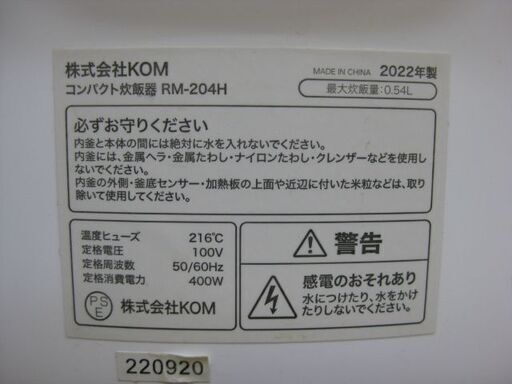 株式会社KOM
MADE IN CHINA 2022年製
コンパクト炊飯器 RM-204H
最大炊飯量:0.54L
必ずお守りください
内釜と本体の間には絶対に水を入れないでください。
内釜には、金属ヘラ・金属たわし・ナイロンたわし・クレンザーなどを使用し
ないでください。
内釜の外側・釜底センサー・加熱板の上面や近辺に付いた米粒などは、取り
除いて使用してください。
温度ヒューズ 216℃
定格電圧 100V
定格周波数 50/60Hz
定格消費電力 400W
PS
E
株式会社KOM
警告
感電のおそれあり
水につけたり、水をかけ
たりしないでください。
220920